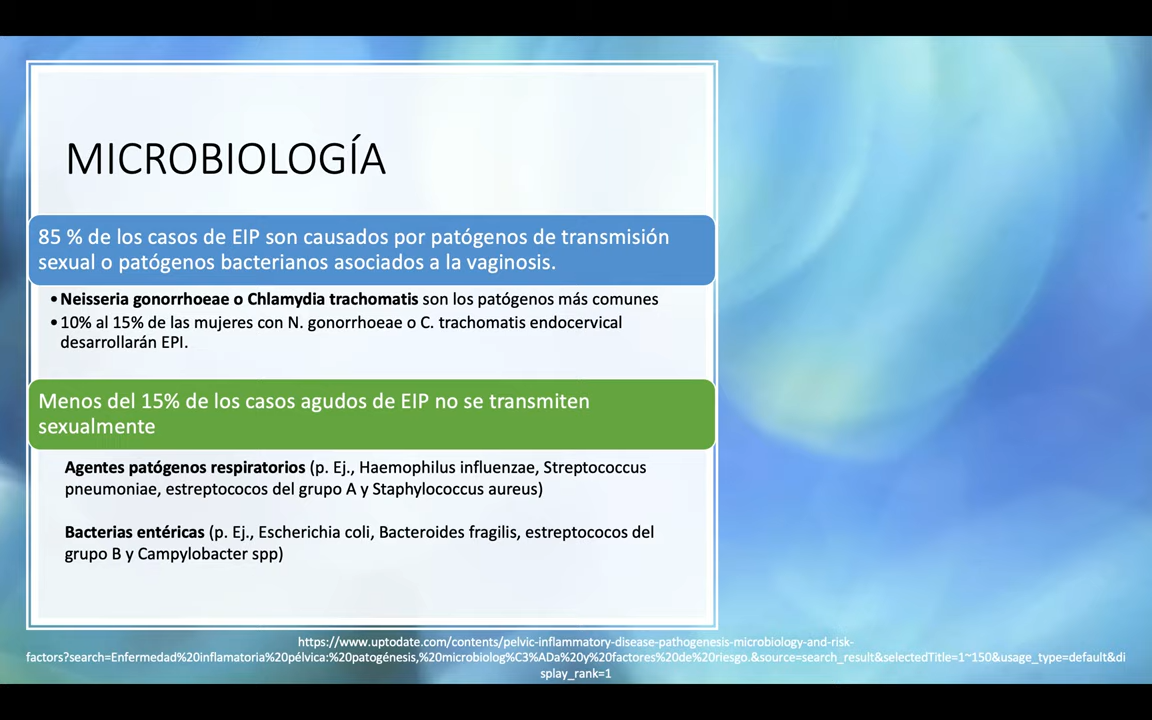 MICROBIOLOGÍA
85 % de los casos de EIP son causados por patógenos de transmisión
sexual o patógenos bacterianos asociados a la vaginosis.
•Neisseria gonorrhoeae o Chlamydia trachomatis son los patógenos más comunes
•10% al 15% de las mujeres con N. gonorrhoeae o C. trachomatis endocervical
desarrollarán EPI.
Menos del 15% de los casos agudos de EIP no se transmiten
sexualmente
Agentes patógenos respiratorios (p. Ej., Haemophilus influenzae, Streptococcus
pneumoniae, estreptococos del grupo A y Staphylococcus aureus)
Bacterias entéricas (p. Ej., Escherichia coli, Bacteroides fragilis, estreptococos del
grupo B y Campylobacter spp)
https://www.uptodate.com/contents/pelvic-inflammatory-disease-pathogenesis-microbiology-and-risk-
factors?search=Enfermedad%20inflamatoria%20pélvica:%20patogénesis,%20microbiolog%C3%ADa%20y%20factores%20de%20riesgo.&source=search_result&selectedTitle=1~150&usage_type=default&di
splay_rank=1